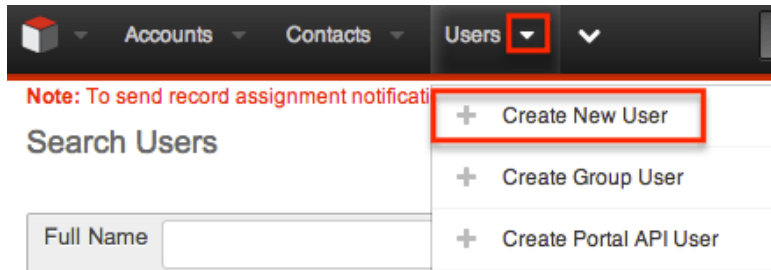 Accounts Contacts Users
Note: To send record assignment notificati
Create New User
Search Users
Create Group User
Full Name
Create Portal API User